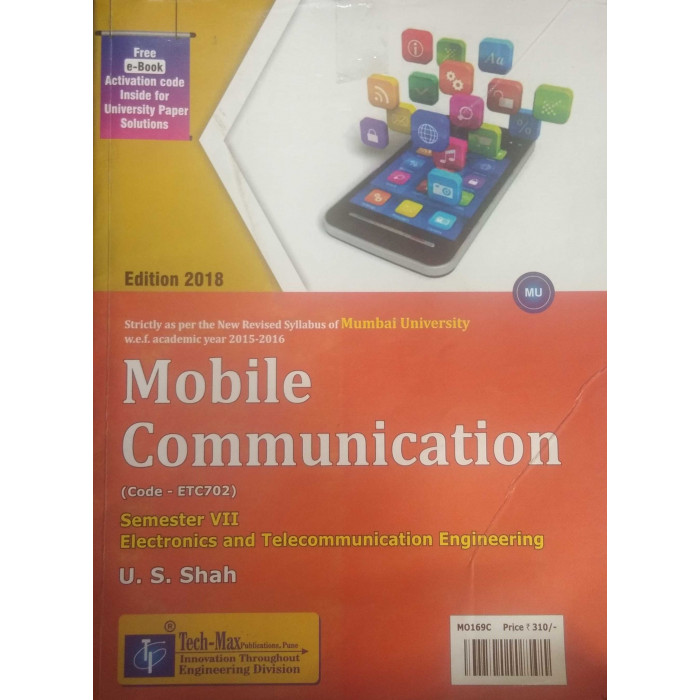 Free
e-Book
Activation code
Inside for
University Paper
Solutions
Aa
%
Edition 2018
MU
Strictly as per the New Revised Syllabus of Mumbai University
w.e.f. academic year 2015-2016
Mobile
Communication
(Code - ETC702)
Semester VII
Electronics and Telecommunication Engineering
U. S. Shah
®
Tech-Max Publications, Pune
Innovation Throughout
Engineering Division
MO169C Price ₹ 310/-